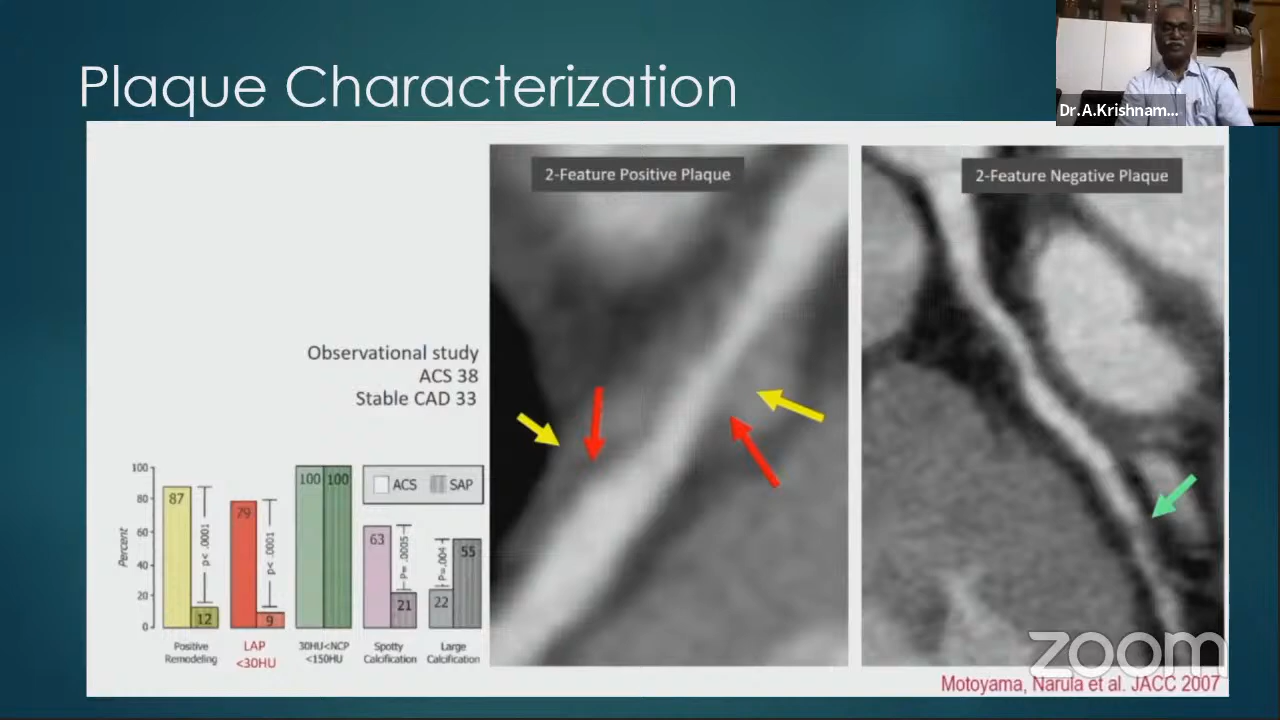 Plaque Characterization
Dr.A.Krishnam...
2-Feature Positive Plaque
2-Feature Negative Plaque
Observational study
ACS 38
Stable CAD 33
Percent
100
80
60
40
20
0
87
p< .0001
12
79
p< .0001
9
100
100
63
P= .0005
21
22
P=.004
55
ACS
SAP
Positive
Remodeling
LAP
<30HU
30HU<NCP
<150HU
Spotty
Calcification
Large
Calcification
zoom
Motoyama, Narula et al. JACC 2007